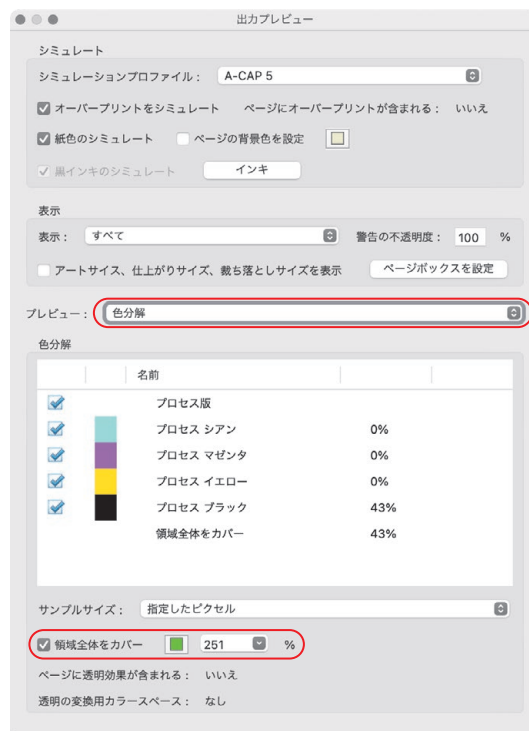 出力プレビュー
シミュレート
シミュレーションプロファイル： A-CAP 5
オーバープリントをシミュレート ページにオーバープリントが含まれる： いいえ
紙色のシミュレート ページの背景色を設定
黒インキのシミュレート インキ
表示
表示： すべて 警告の不透明度： 100 %
アートサイズ、仕上がりサイズ、裁ち落としサイズを表示 ページボックスを設定
プレビュー： 色分解
色分解
名前
プロセス版
プロセス シアン 0%
プロセス マゼンタ 0%
プロセス イエロー 0%
プロセス ブラック 43%
領域全体をカバー 43%
サンプルサイズ： 指定したピクセル
領域全体をカバー 251 %
ページに透明効果が含まれる： いいえ
透明の変換用カラースペース： なし